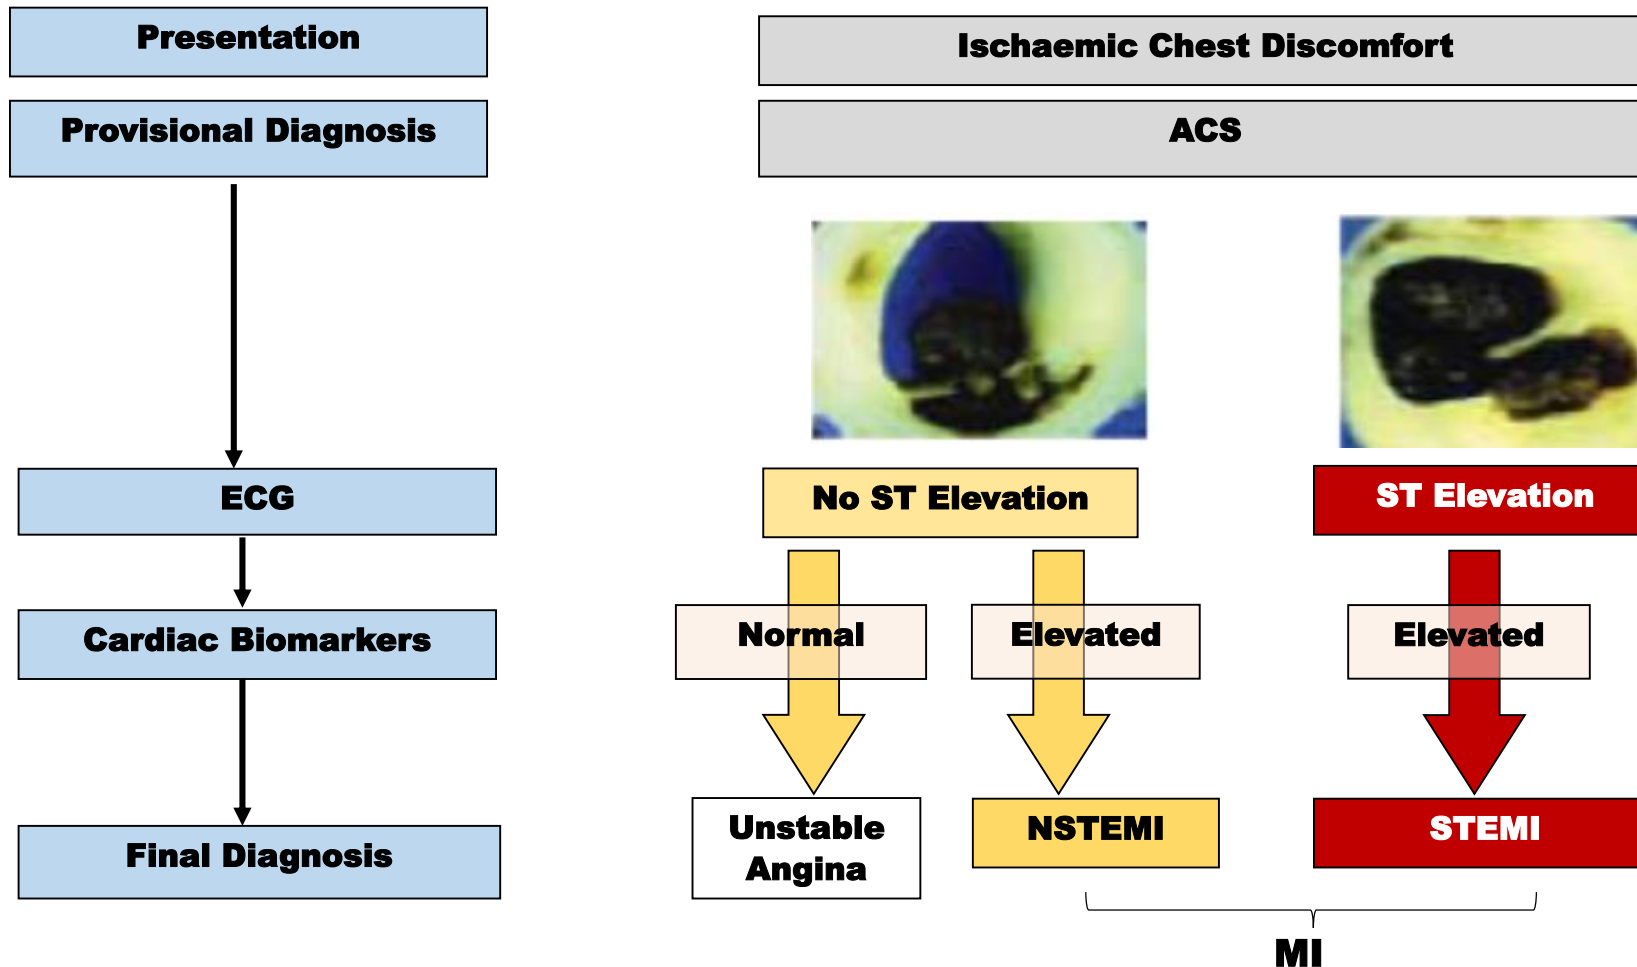 Presentation
Ischaemic Chest Discomfort
Provisional Diagnosis
ACS
ECG
No ST Elevation
ST Elevation
Cardiac Biomarkers
Normal
Elevated
Elevated
Final Diagnosis
Unstable
Angina
NSTEMI
STEMI
MI